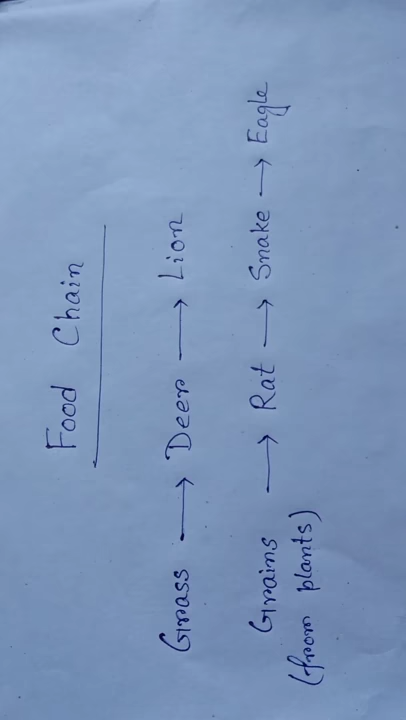 Food Chain
Grass → Deer → Lion
Grains → Rat → Snake → Eagle
(from plants)